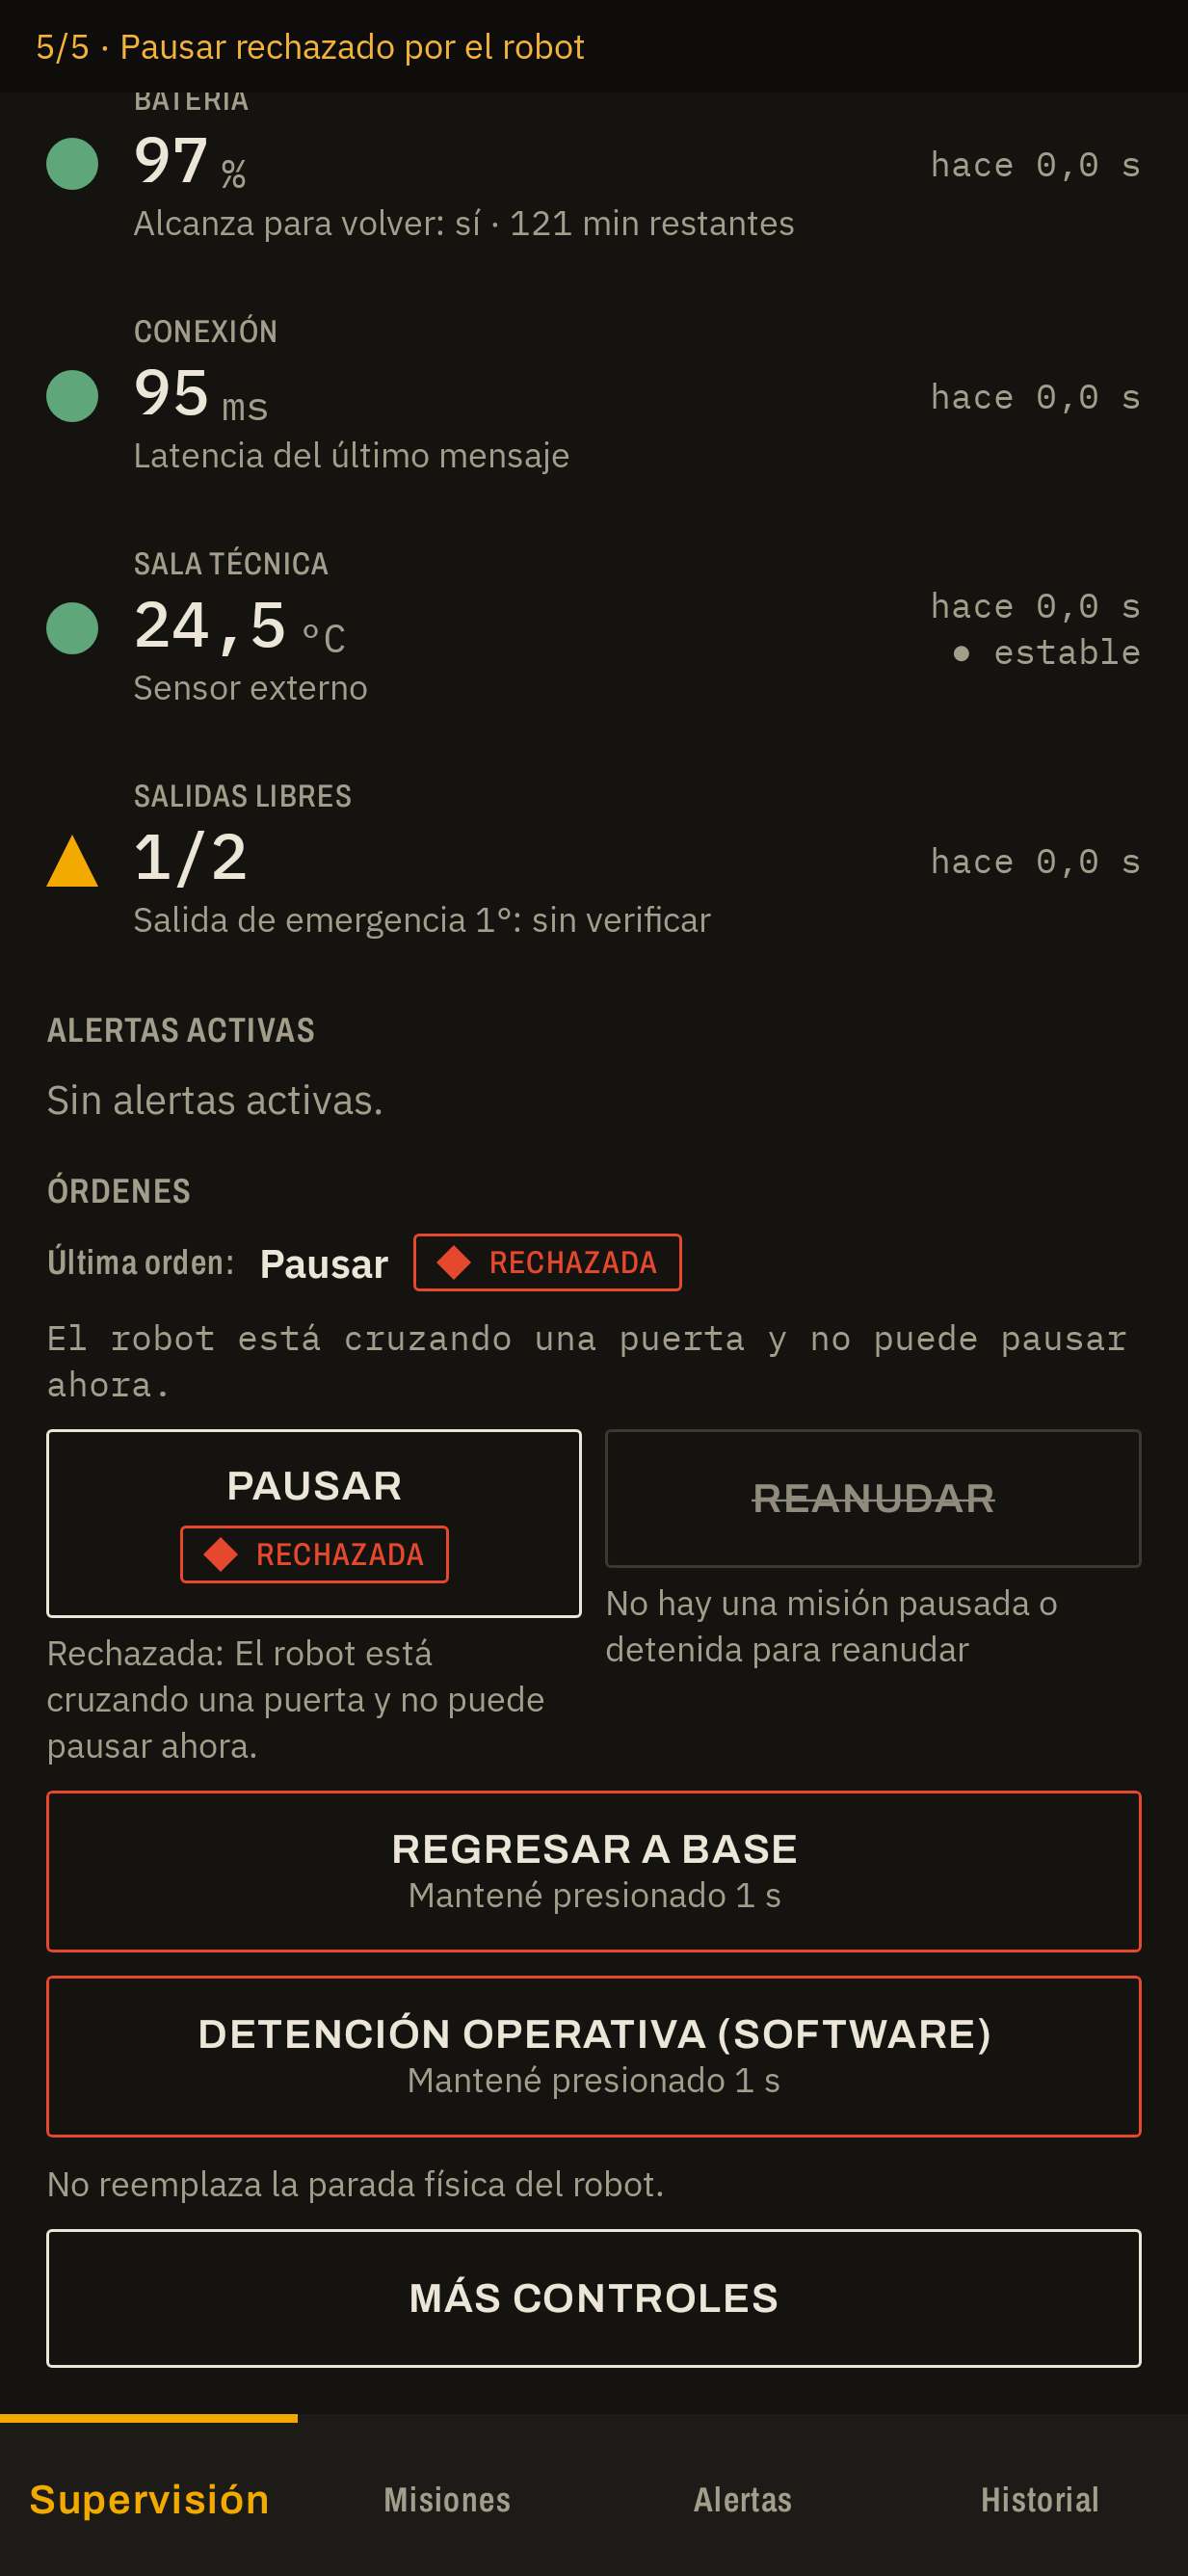 5/5 · Pausar rechazado por el robot
BATERÍA
97 %
hace 0,0 s
Alcanza para volver: sí · 121 min restantes
CONEXIÓN
95 ms
hace 0,0 s
Latencia del último mensaje
SALA TÉCNICA
24,5 °C
hace 0,0 s
● estable
Sensor externo
SALIDAS LIBRES
1/2
hace 0,0 s
Salida de emergencia 1°: sin verificar
ALERTAS ACTIVAS
Sin alertas activas.
ÓRDENES
Última orden: Pausar ◆ RECHAZADA
El robot está cruzando una puerta y no puede pausar
ahora.
PAUSAR
◆ RECHAZADA
Rechazada: El robot está
cruzando una puerta y no puede
pausar ahora.
REANUDAR
No hay una misión pausada o
detenida para reanudar
REGRESAR A BASE
Mantené presionado 1 s
DETENCIÓN OPERATIVA (SOFTWARE)
Mantené presionado 1 s
No reemplaza la parada física del robot.
MÁS CONTROLES
Supervisión
Misiones
Alertas
Historial